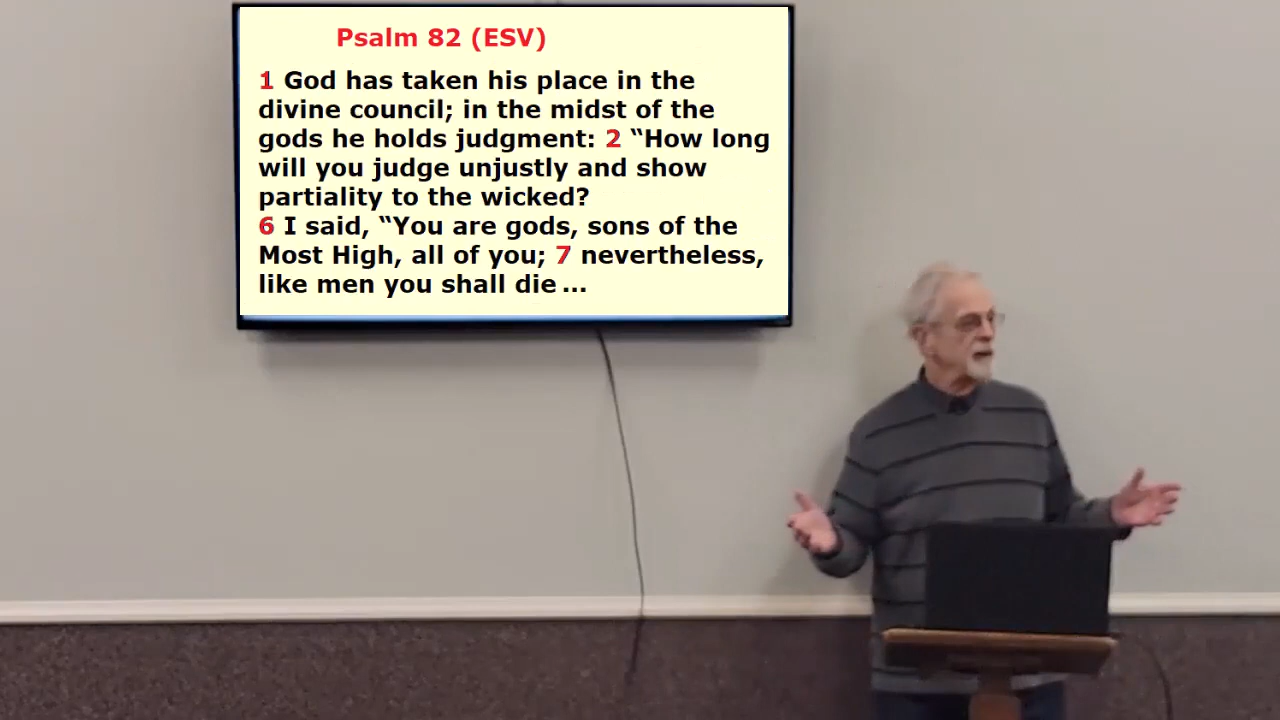 Psalm 82 (ESV)
1 God has taken his place in the
divine council; in the midst of the
gods he holds judgment: 2 “How long
will you judge unjustly and show
partiality to the wicked?
6 I said, “You are gods, sons of the
Most High, all of you; 7 nevertheless,
like men you shall die ...